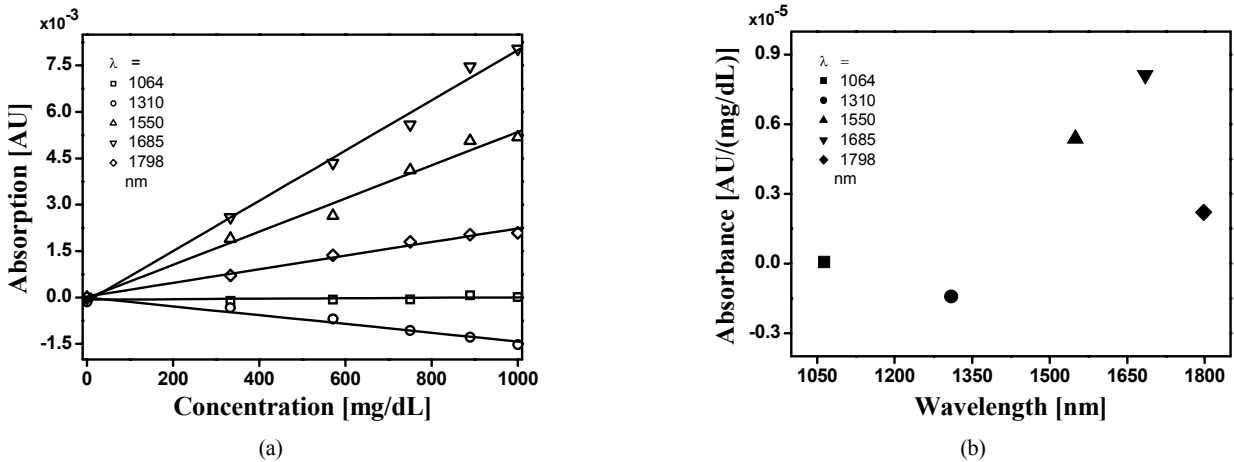 x10⁻³
7.5
6.0
4.5
3.0
1.5
0.0
-1.5
Absorption [AU]
λ =
1064
1310
1550
1685
1798
nm
0 200 400 600 800 1000
Concentration [mg/dL]
(a)
x10⁻⁵
0.9
0.6
0.3
0.0
-0.3
Absorbance [AU/(mg/dL)]
λ =
1064
1310
1550
1685
1798
nm
1050 1200 1350 1500 1650 1800
Wavelength [nm]
(b)